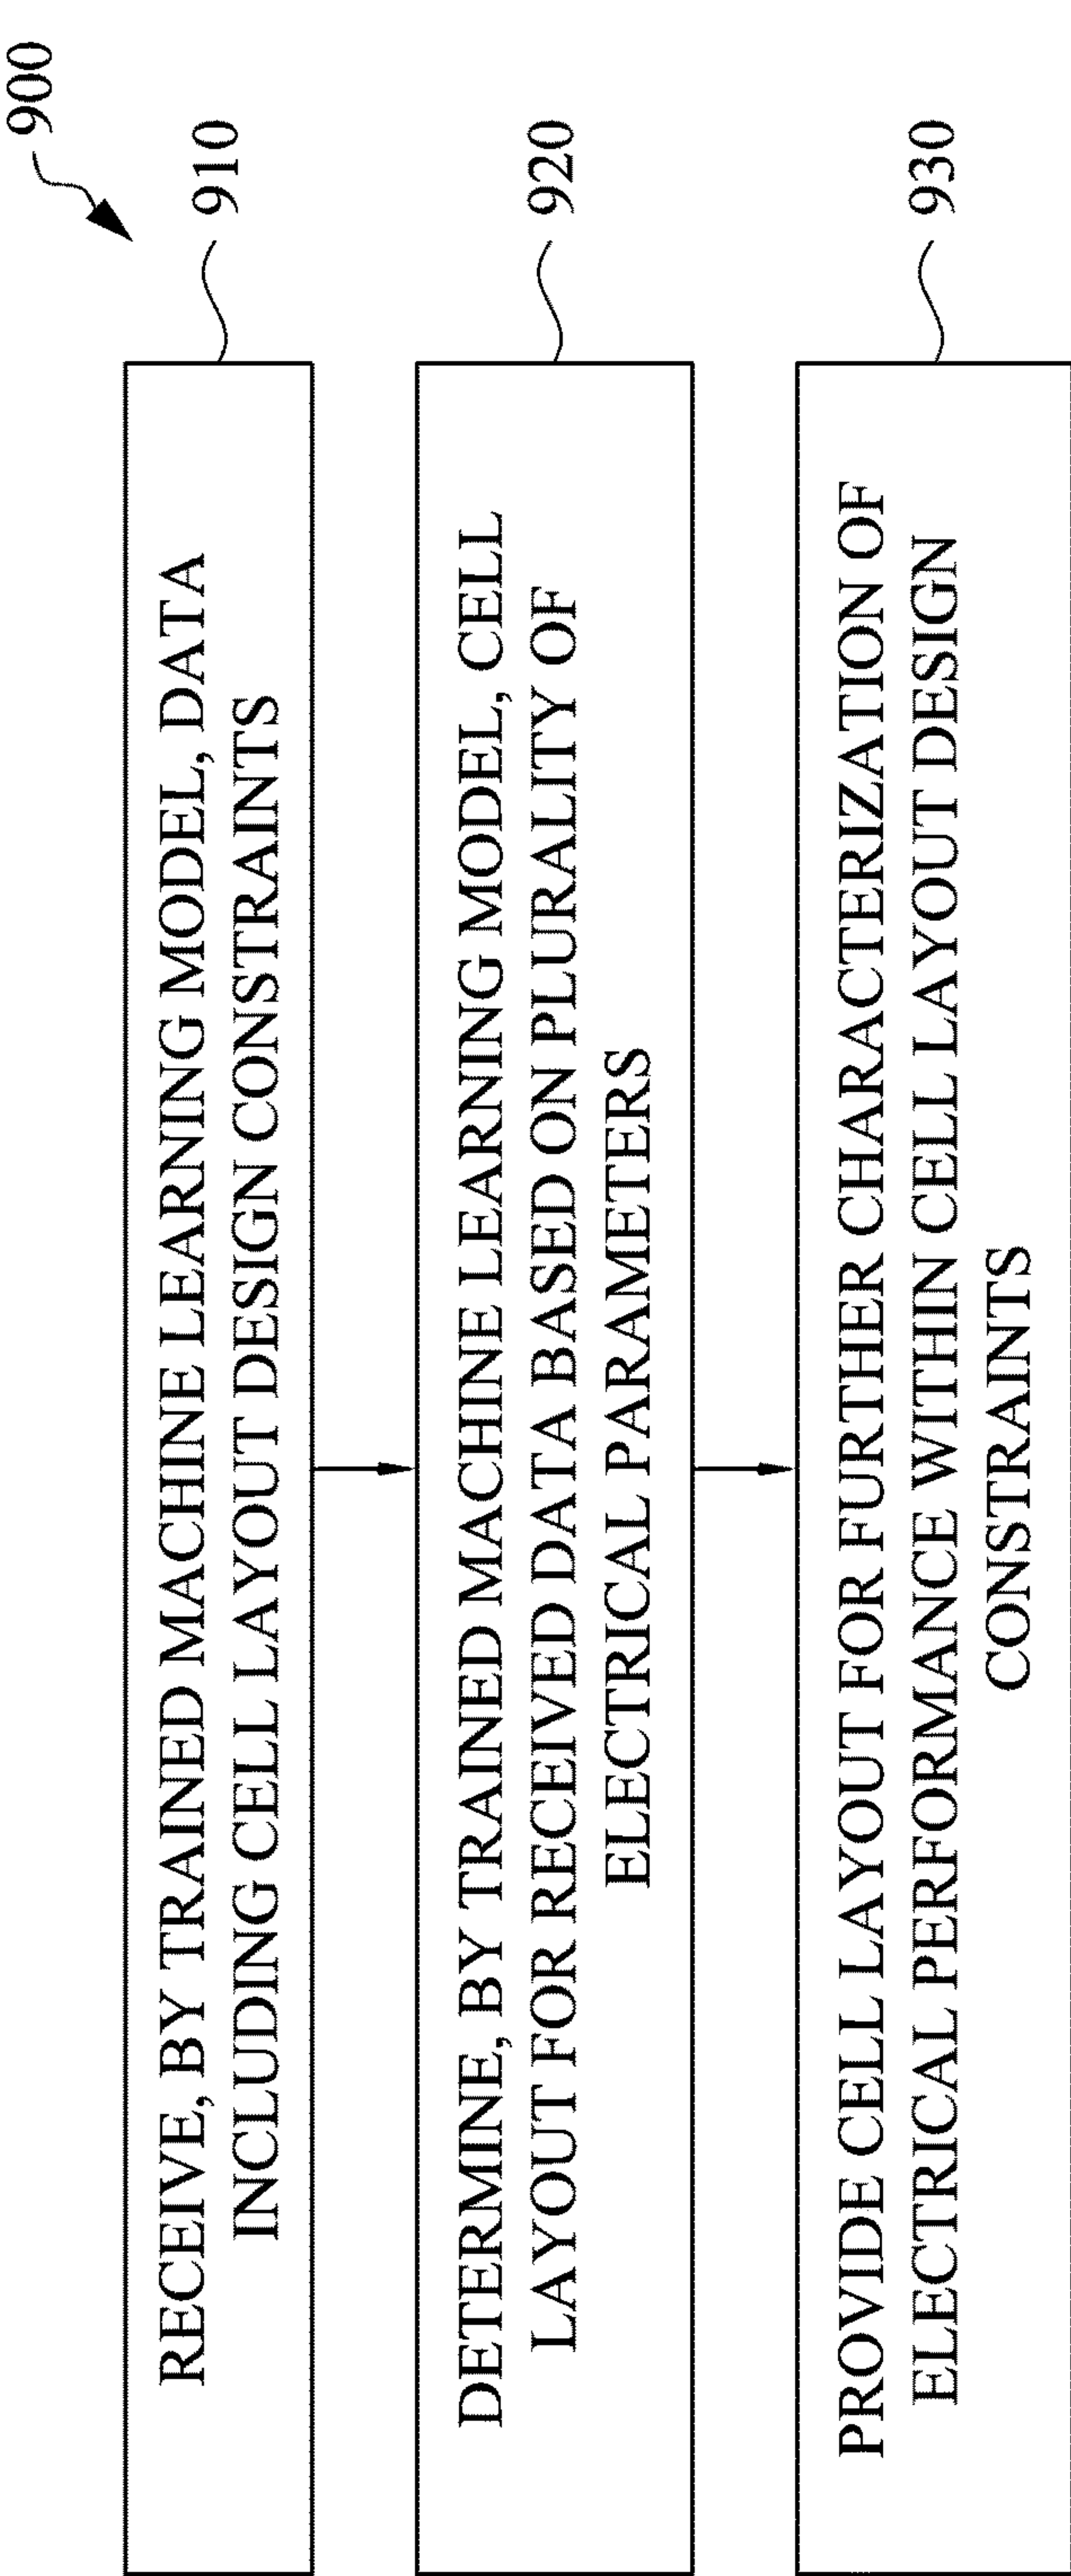 900
RECEIVE, BY TRAINED MACHINE LEARNING MODEL, DATA
INCLUDING CELL LAYOUT DESIGN CONSTRAINTS
910
DETERMINE, BY TRAINED MACHINE LEARNING MODEL, CELL
LAYOUT FOR RECEIVED DATA BASED ON PLURALITY OF
ELECTRICAL PARAMETERS
920
PROVIDE CELL LAYOUT FOR FURTHER CHARACTERIZATION OF
ELECTRICAL PERFORMANCE WITHIN CELL LAYOUT DESIGN
CONSTRAINTS
930